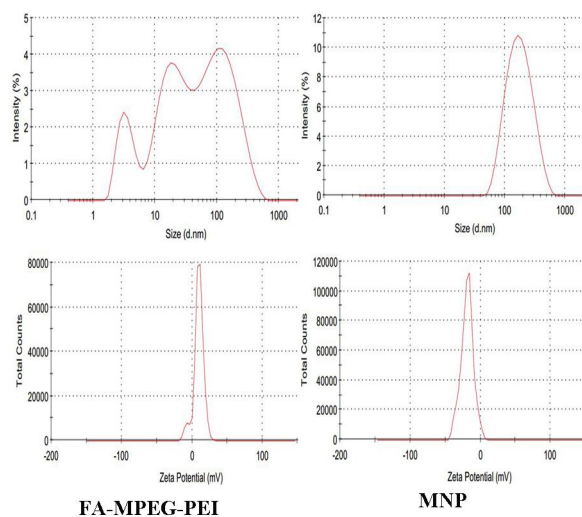 5
4
3
2
1
0
Intensity (%)
0.1 1 10 100 1000
Size (d.nm)
12
10
8
6
4
2
0
Intensity (%)
0.1 1 10 100 1000
Size (d.nm)
80000
60000
40000
20000
0
Total Counts
-200 -100 0 100
Zeta Potential (mV)
120000
100000
80000
60000
40000
20000
0
Total Counts
-200 -100 0 100
Zeta Potential (mV)
FA-MPEG-PEI
MNP